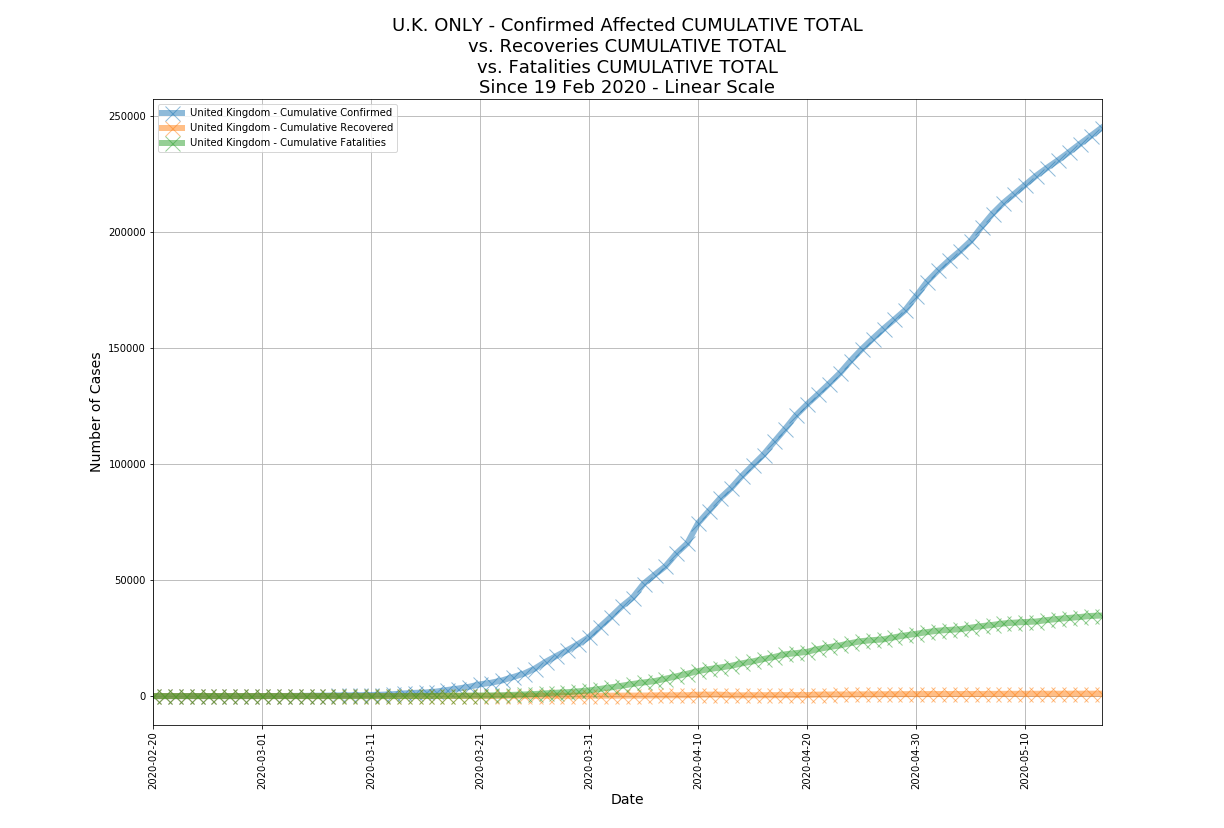 U.K. ONLY - Confirmed Affected CUMULATIVE TOTAL
vs. Recoveries CUMULATIVE TOTAL
vs. Fatalities CUMULATIVE TOTAL
Since 19 Feb 2020 - Linear Scale
United Kingdom - Cumulative Confirmed
United Kingdom - Cumulative Recovered
United Kingdom - Cumulative Fatalities
Number of Cases
250000
200000
150000
100000
50000
0
2020-02-20
2020-03-01
2020-03-11
2020-03-21
2020-03-31
2020-04-10
2020-04-20
2020-04-30
2020-05-10
Date